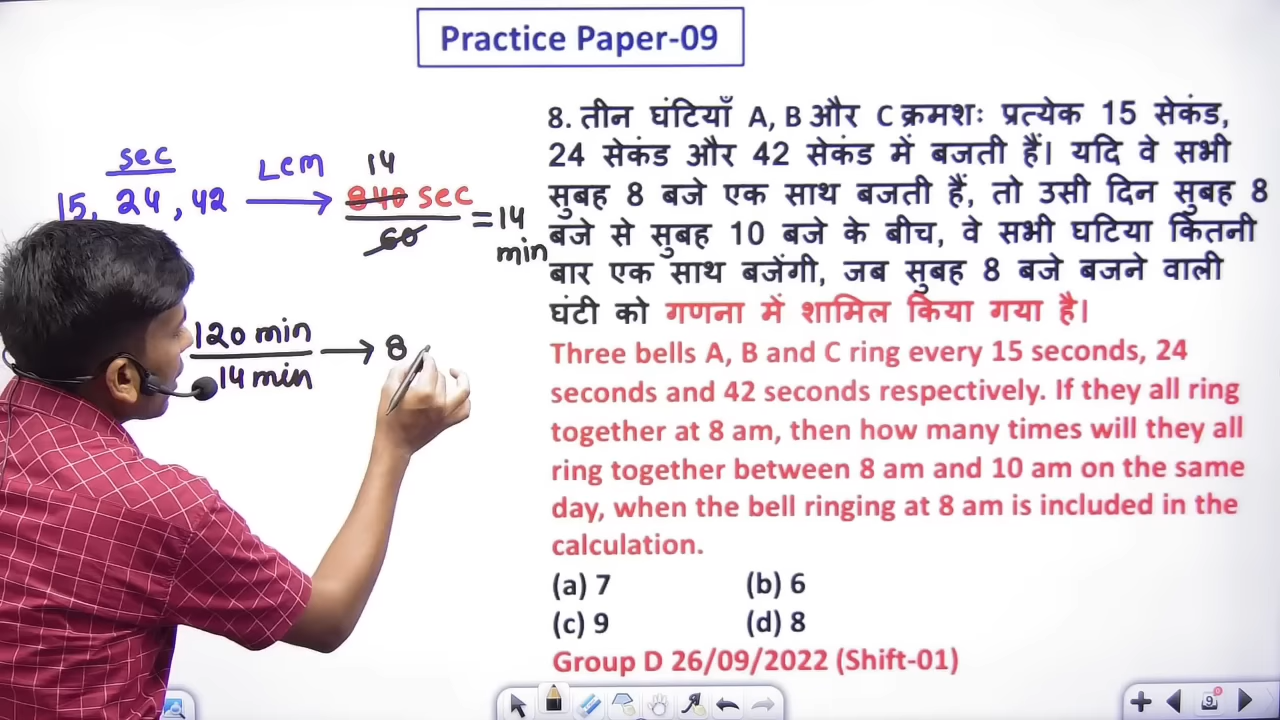 Practice Paper-09
sec
15, 24, 42
LCM
14
840 sec
60
= 14
min
120 min
14 min
8
8. तीन घंटियाँ A, B और C क्रमशः प्रत्येक 15 सेकंड,
24 सेकंड और 42 सेकंड में बजती हैं। यदि वे सभी
सुबह 8 बजे एक साथ बजती हैं, तो उसी दिन सुबह 8
बजे से सुबह 10 बजे के बीच, वे सभी घटिया कितनी
बार एक साथ बजेंगी, जब सुबह 8 बजे बजने वाली
घंटी को गणना में शामिल किया गया है।
Three bells A, B and C ring every 15 seconds, 24
seconds and 42 seconds respectively. If they all ring
together at 8 am, then how many times will they all
ring together between 8 am and 10 am on the same
day, when the bell ringing at 8 am is included in the
calculation.
(a) 7 (b) 6
(c) 9 (d) 8
Group D 26/09/2022 (Shift-01)
9